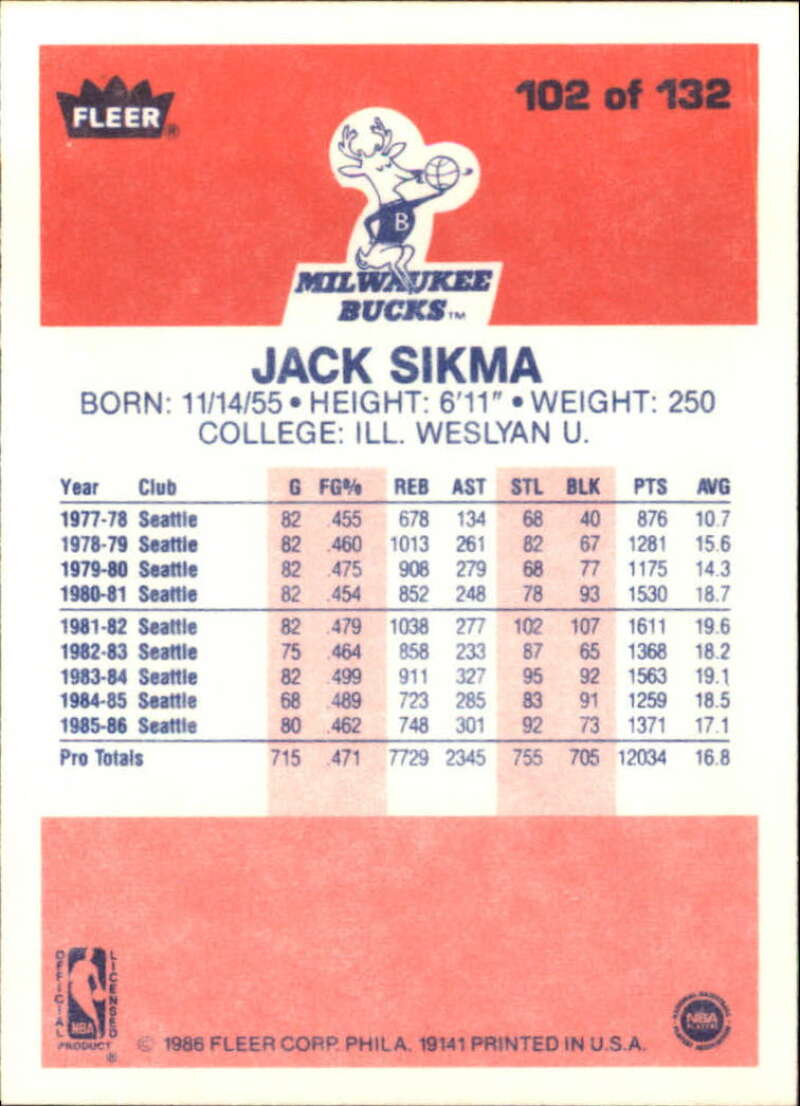 FLEER®
102 of 132
B
MILWAUKEE
BUCKS™
JACK SIKMA
BORN: 11/14/55 • HEIGHT: 6'11" • WEIGHT: 250
COLLEGE: ILL. WESLYAN U.
Year Club G FG% REB AST STL BLK PTS AVG
1977-78 Seattle 82 .455 678 134 68 40 876 10.7
1978-79 Seattle 82 .460 1013 261 82 67 1281 15.6
1979-80 Seattle 82 .475 908 279 68 77 1175 14.3
1980-81 Seattle 82 .454 852 248 78 93 1530 18.7
1981-82 Seattle 82 .479 1038 277 102 107 1611 19.6
1982-83 Seattle 75 .464 858 233 87 65 1368 18.2
1983-84 Seattle 82 .499 911 327 95 92 1563 19.1
1984-85 Seattle 68 .489 723 285 83 91 1259 18.5
1985-86 Seattle 80 .462 748 301 92 73 1371 17.1
Pro Totals 715 .471 7729 2345 755 705 12034 16.8
OFFICIAL
LICENSED
NBA
PRODUCT
®
© 1986 FLEER CORP. PHILA. 19141 PRINTED IN U.S.A.
NATIONAL BASKETBALL
NBA
PLAYERS